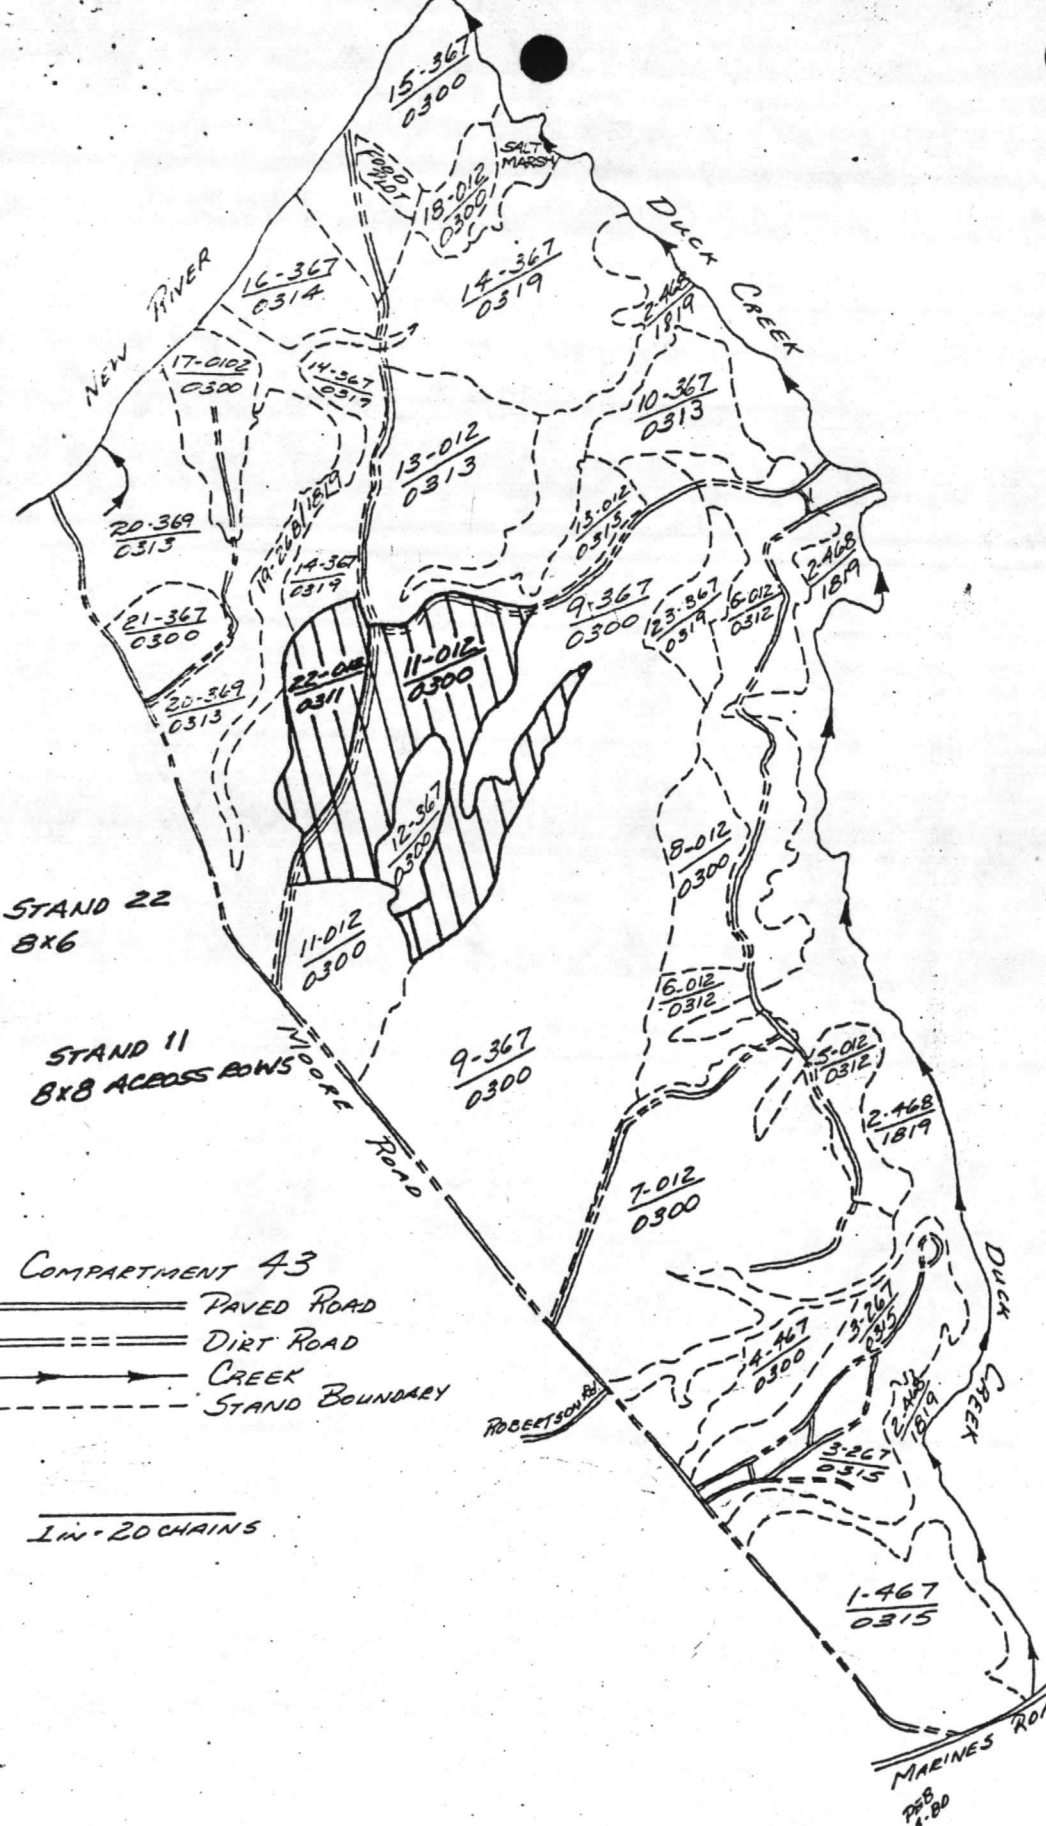 15-367
0300
FOOD
PLOT
18-012
0300
SALT
MARSH
DUCK
CREEK
16-367
0314
14-367
0319
2-468
1819
NEW RIVER
17-0102
0300
14-367
0319
10-367
0313
13-012
0313
13-012
0313
20-369
0313
19-268/1819
14-367
0319
9-367
0300
23-367
0319
6-012
0312
2-468
1819
21-367
0300
20-369
0313
22-012
0311
11-012
0300
12-367
0300
8-012
0300
STAND 22
8x6
11-012
0300
6-012
0312
STAND 11
8x8 ACROSS ROWS
MOORE
ROAD
9-367
0300
5-012
0312
2-468
1819
7-012
0300
COMPARTMENT 43
PAVED ROAD
DIRT ROAD
CREEK
STAND BOUNDARY
DUCK
CREEK
4-467
0300
3-267
0315
ROBERTSON RD
2-468
1819
3-267
0315
1 in - 20 CHAINS
1-467
0315
MARINES